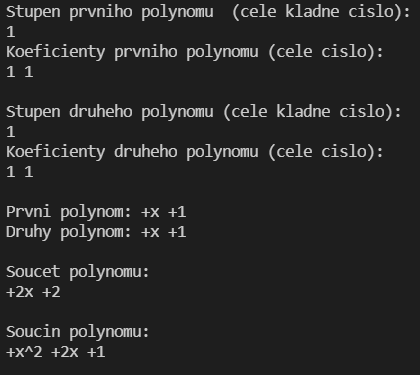 Stupen prvniho polynomu  (cele kladne cislo):
1
Koeficienty prvniho polynomu (cele cislo):
1 1
Stupen druheho polynomu (cele kladne cislo):
1
Koeficienty druheho polynomu (cele cislo):
1 1
Prvni polynom: +x +1
Druhy polynom: +x +1
Soucet polynomu:
+2x +2
Soucin polynomu:
+x^2 +2x +1